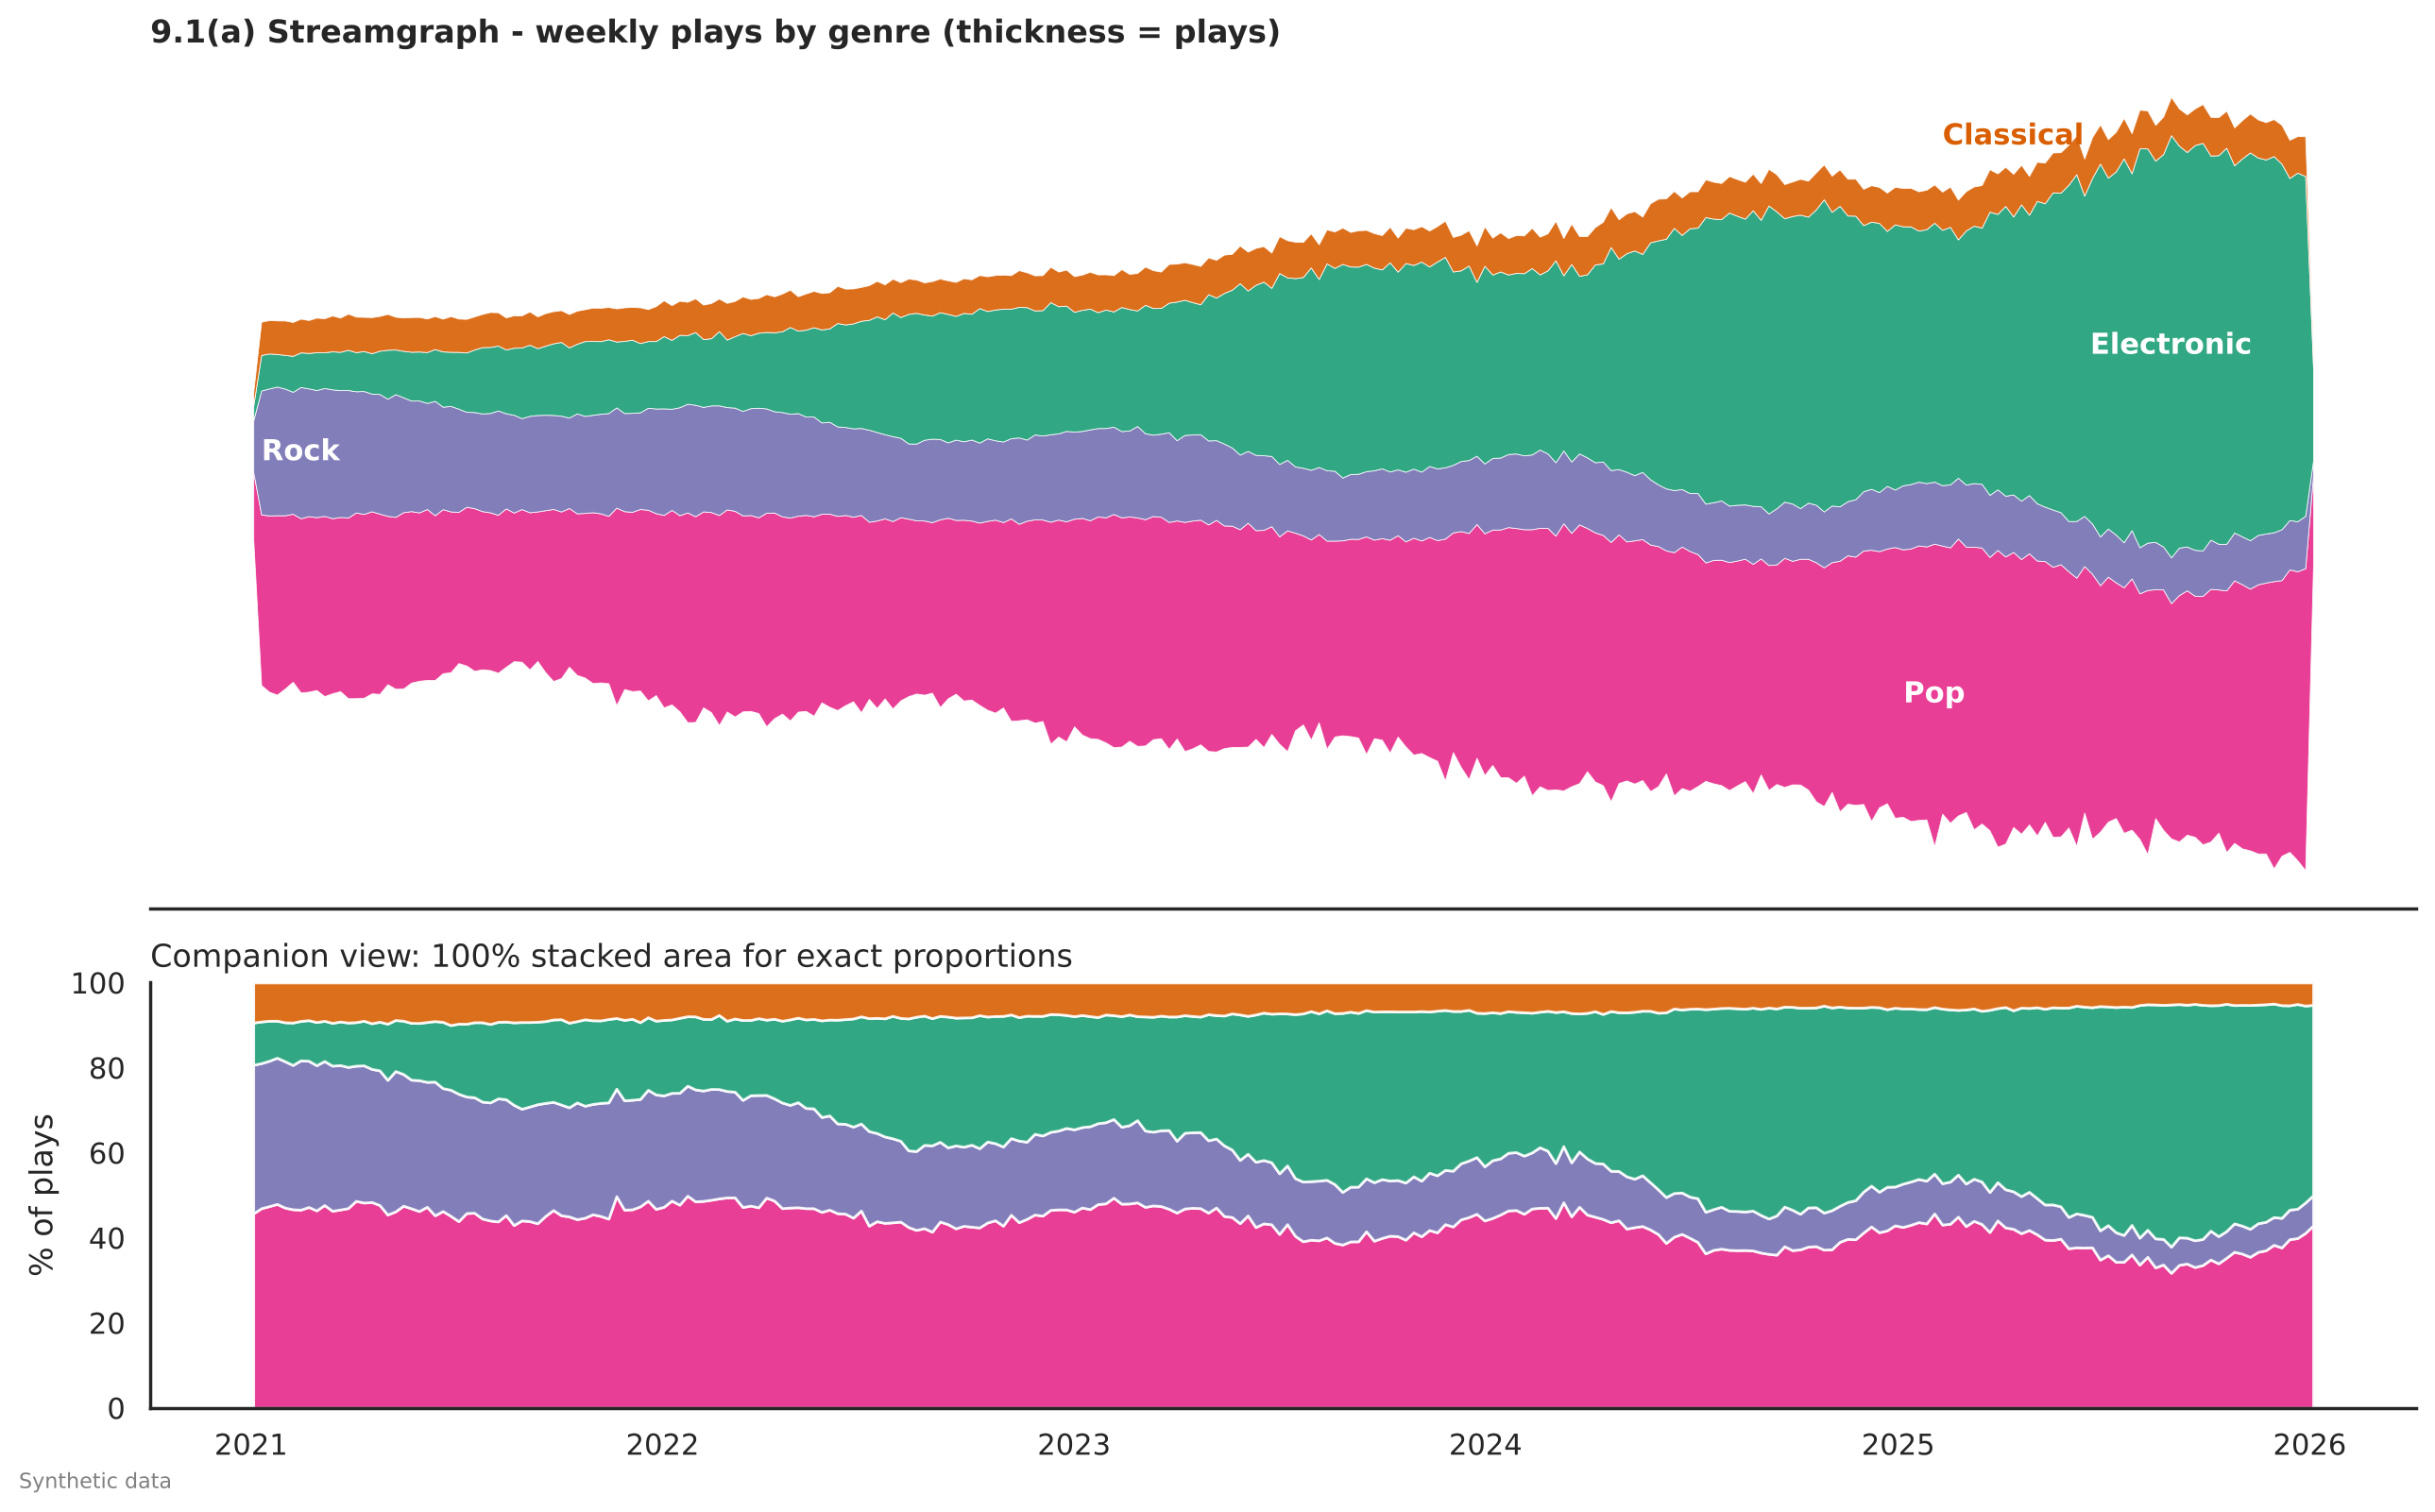 9.1(a) Streamgraph - weekly plays by genre (thickness = plays)
Classical
Electronic
Rock
Pop
Companion view: 100% stacked area for exact proportions
100
80
60
40
20
0
% of plays
2021 2022 2023 2024 2025 2026
Synthetic data